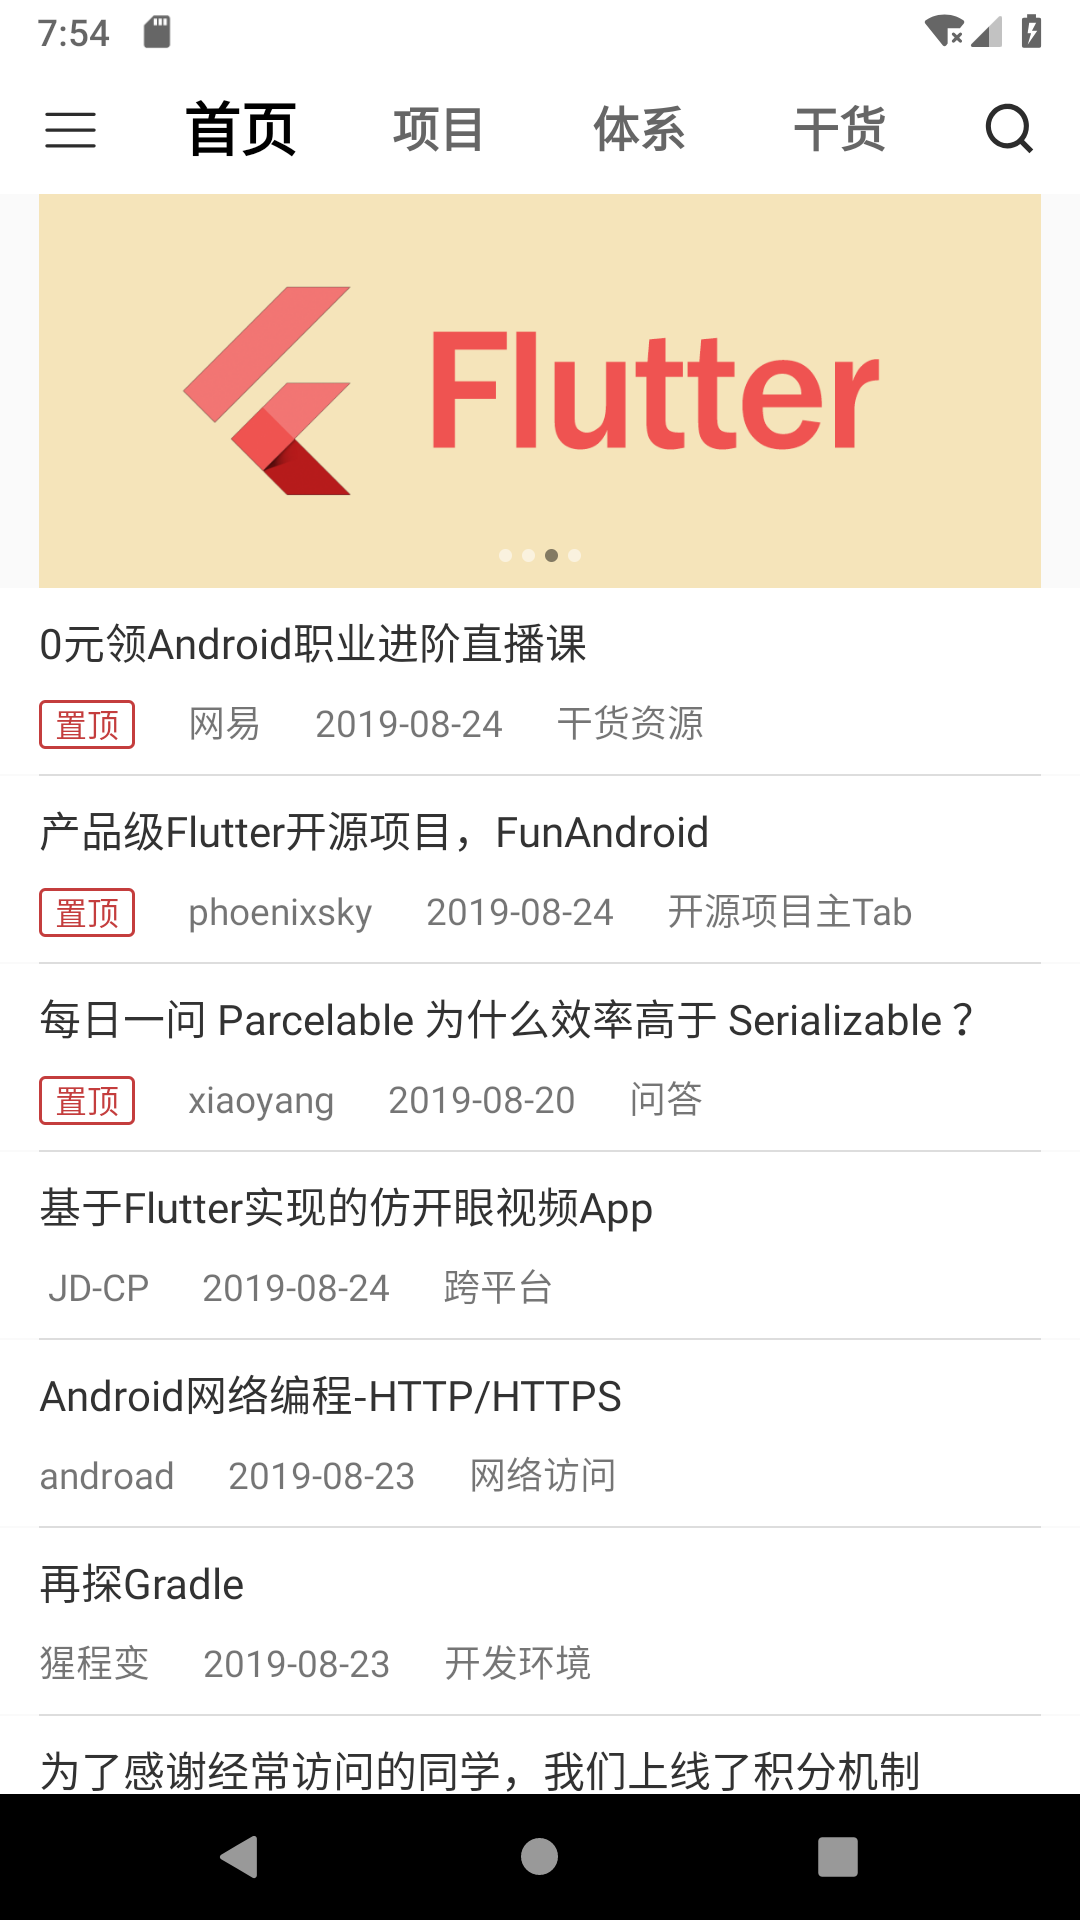 7:54
首页 项目 体系 干货
Flutter
0元领Android职业进阶直播课
置顶 网易 2019-08-24 干货资源
产品级Flutter开源项目，FunAndroid
置顶 phoenixsky 2019-08-24 开源项目主Tab
每日一问 Parcelable 为什么效率高于 Serializable ？
置顶 xiaoyang 2019-08-20 问答
基于Flutter实现的仿开眼视频App
JD-CP 2019-08-24 跨平台
Android网络编程-HTTP/HTTPS
androad 2019-08-23 网络访问
再探Gradle
猩程变 2019-08-23 开发环境
为了感谢经常访问的同学，我们上线了积分机制